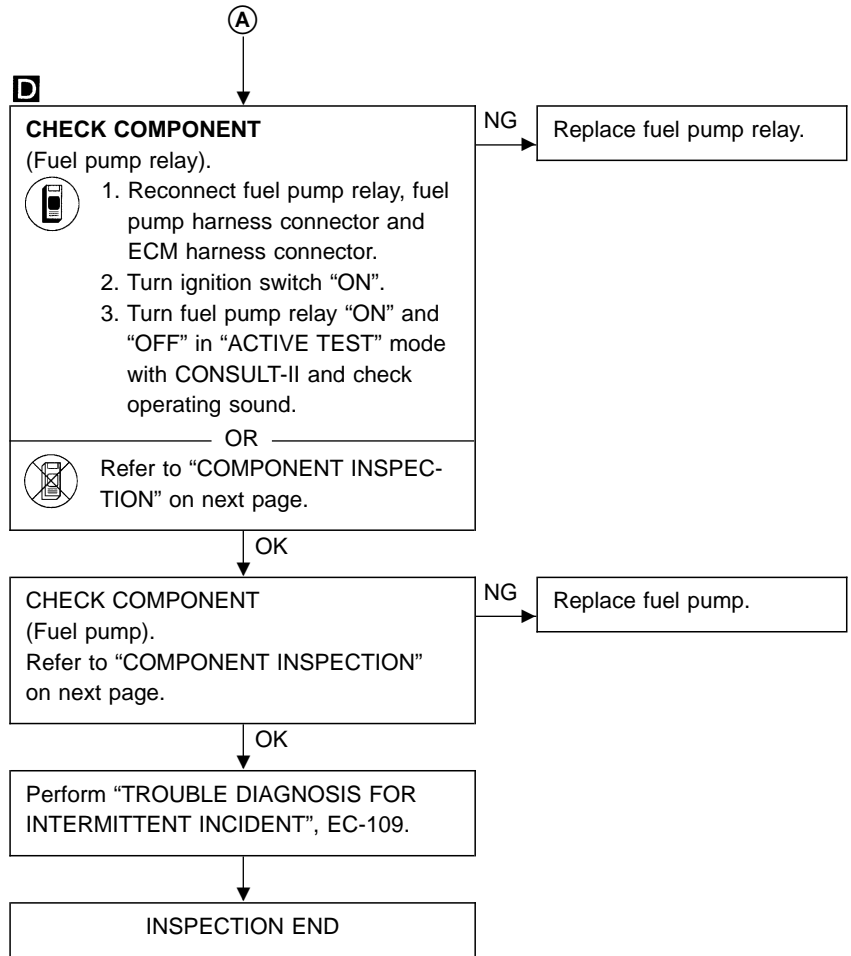 A
D
CHECK COMPONENT
(Fuel pump relay).
1. Reconnect fuel pump relay, fuel
pump harness connector and
ECM harness connector.
2. Turn ignition switch “ON”.
3. Turn fuel pump relay “ON” and
“OFF” in “ACTIVE TEST” mode
with CONSULT-II and check
operating sound.
OR
Refer to “COMPONENT INSPEC-
TION” on next page.
NG
Replace fuel pump relay.
OK
CHECK COMPONENT
(Fuel pump).
Refer to “COMPONENT INSPECTION”
on next page.
NG
Replace fuel pump.
OK
Perform “TROUBLE DIAGNOSIS FOR
INTERMITTENT INCIDENT”, EC-109.
INSPECTION END